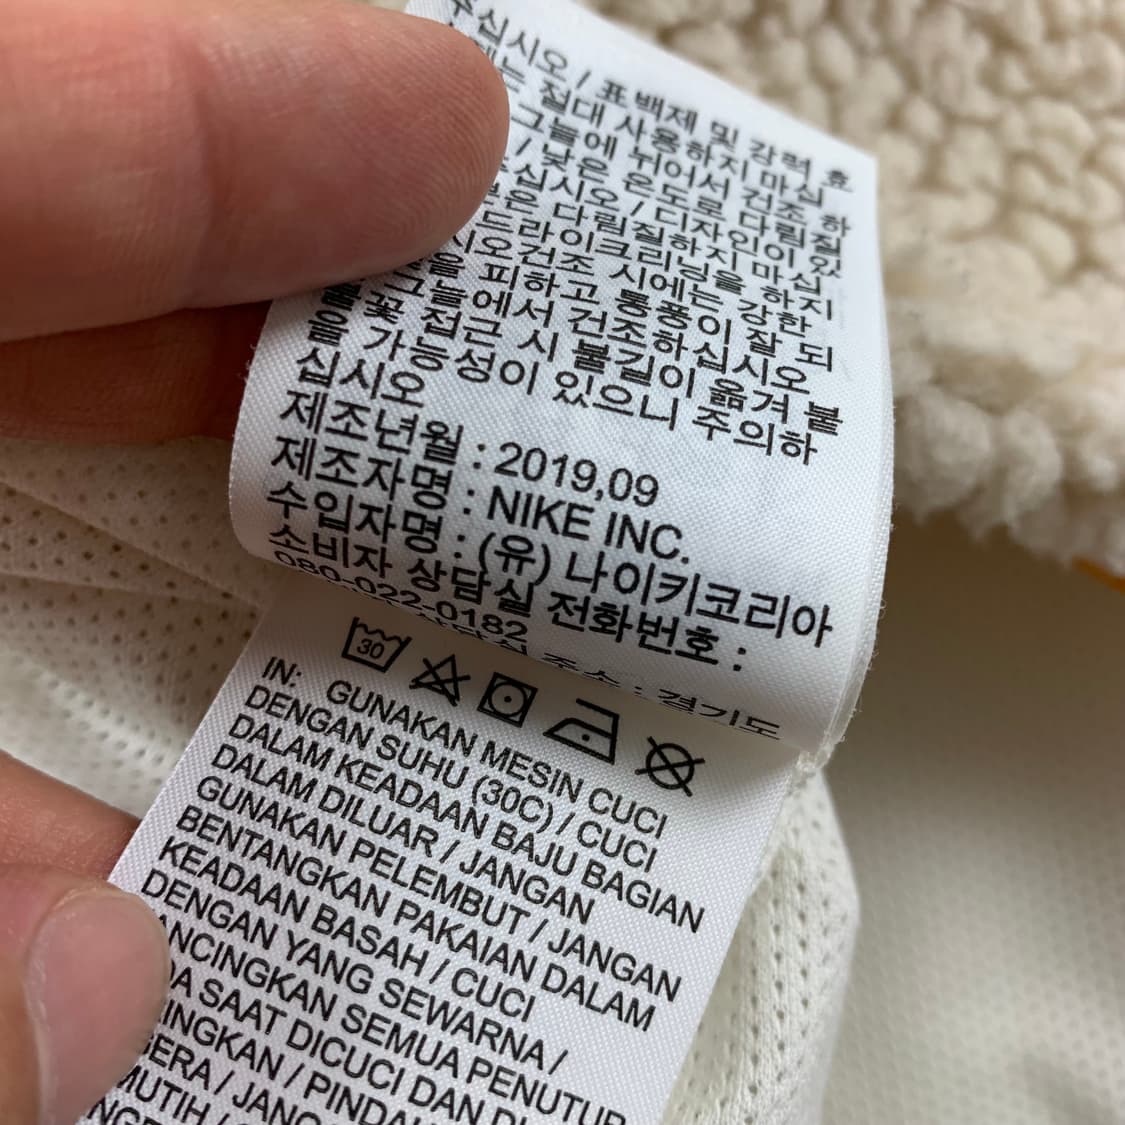 십시오 / 표백제 및 강력 효
는 절대 사용하지 마십
그늘에 뉘어서 건조 하
/ 낮은 온도로 다림질
십시오 / 디자인이 있
은 다림질하지 마십
드라이크리닝을 하지
시오건조 시에는 강한
을 피하고 통풍이 잘 되
그늘에서 건조하십시오
꽃 접근 시 불길이 옮겨 붙
을 가능성이 있으니 주의하
십시오
제조년월 : 2019,09
제조자명 : NIKE INC.
수입자명 : (유) 나이키코리아
소비자 상담실 전화번호 :
080-022-0182
주소 : 경기도
30
IN: GUNAKAN MESIN CUCI
DENGAN SUHU (30C) / CUCI
DALAM KEADAAN BAJU BAGIAN
DALAM DILUAR / JANGAN
GUNAKAN PELEMBUT / JANGAN
BENTANGKAN PAKAIAN DALAM
KEADAAN BASAH / CUCI
DENGAN YANG SEWARNA /
ANCINGKAN SEMUA PENUTUP
DA SAAT DICUCI DAN DI
INGKAN / PINDAH
GERA / JANG
MUTIH /